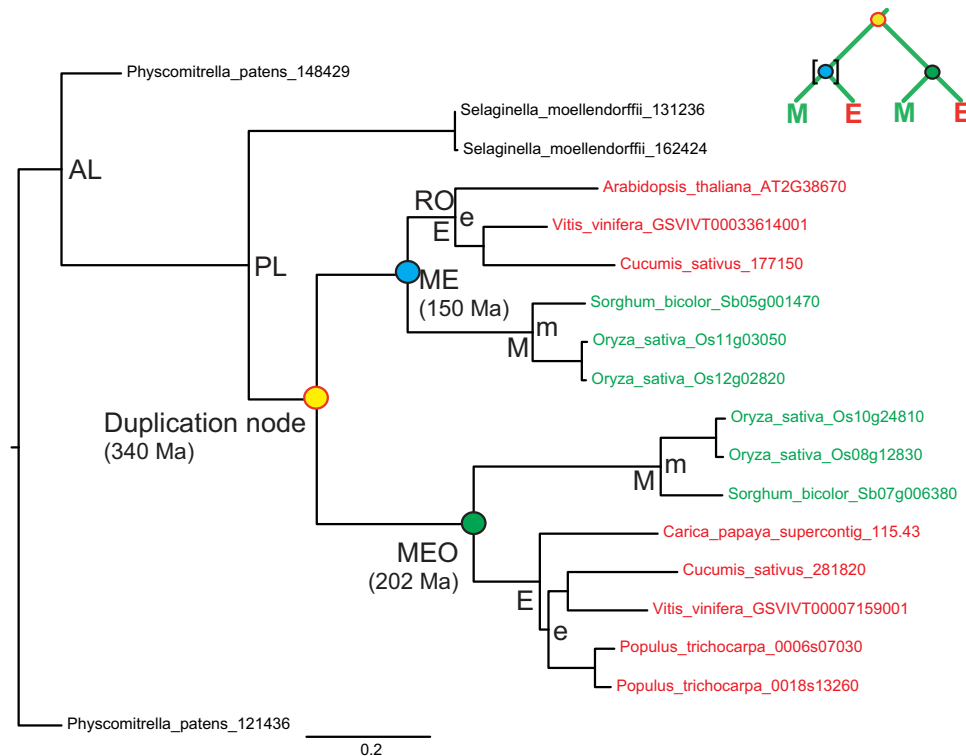 Physcomitrella_patens_148429
[ ]
M E M E
Selaginella_moellendorffii_131236
Selaginella_moellendorffii_162424
AL
Arabidopsis_thaliana_AT2G38670
RO
e
E
Vitis_vinifera_GSVIVT00033614001
Cucumis_sativus_177150
PL
ME
(150 Ma)
Sorghum_bicolor_Sb05g001470
m
M
Oryza_sativa_Os11g03050
Oryza_sativa_Os12g02820
Duplication node
(340 Ma)
Oryza_sativa_Os10g24810
Oryza_sativa_Os08g12830
m
M
Sorghum_bicolor_Sb07g006380
MEO
(202 Ma)
Carica_papaya_supercontig_115.43
Cucumis_sativus_281820
E
Vitis_vinifera_GSVIVT00007159001
e
Populus_trichocarpa_0006s07030
Populus_trichocarpa_0018s13260
Physcomitrella_patens_121436
0.2